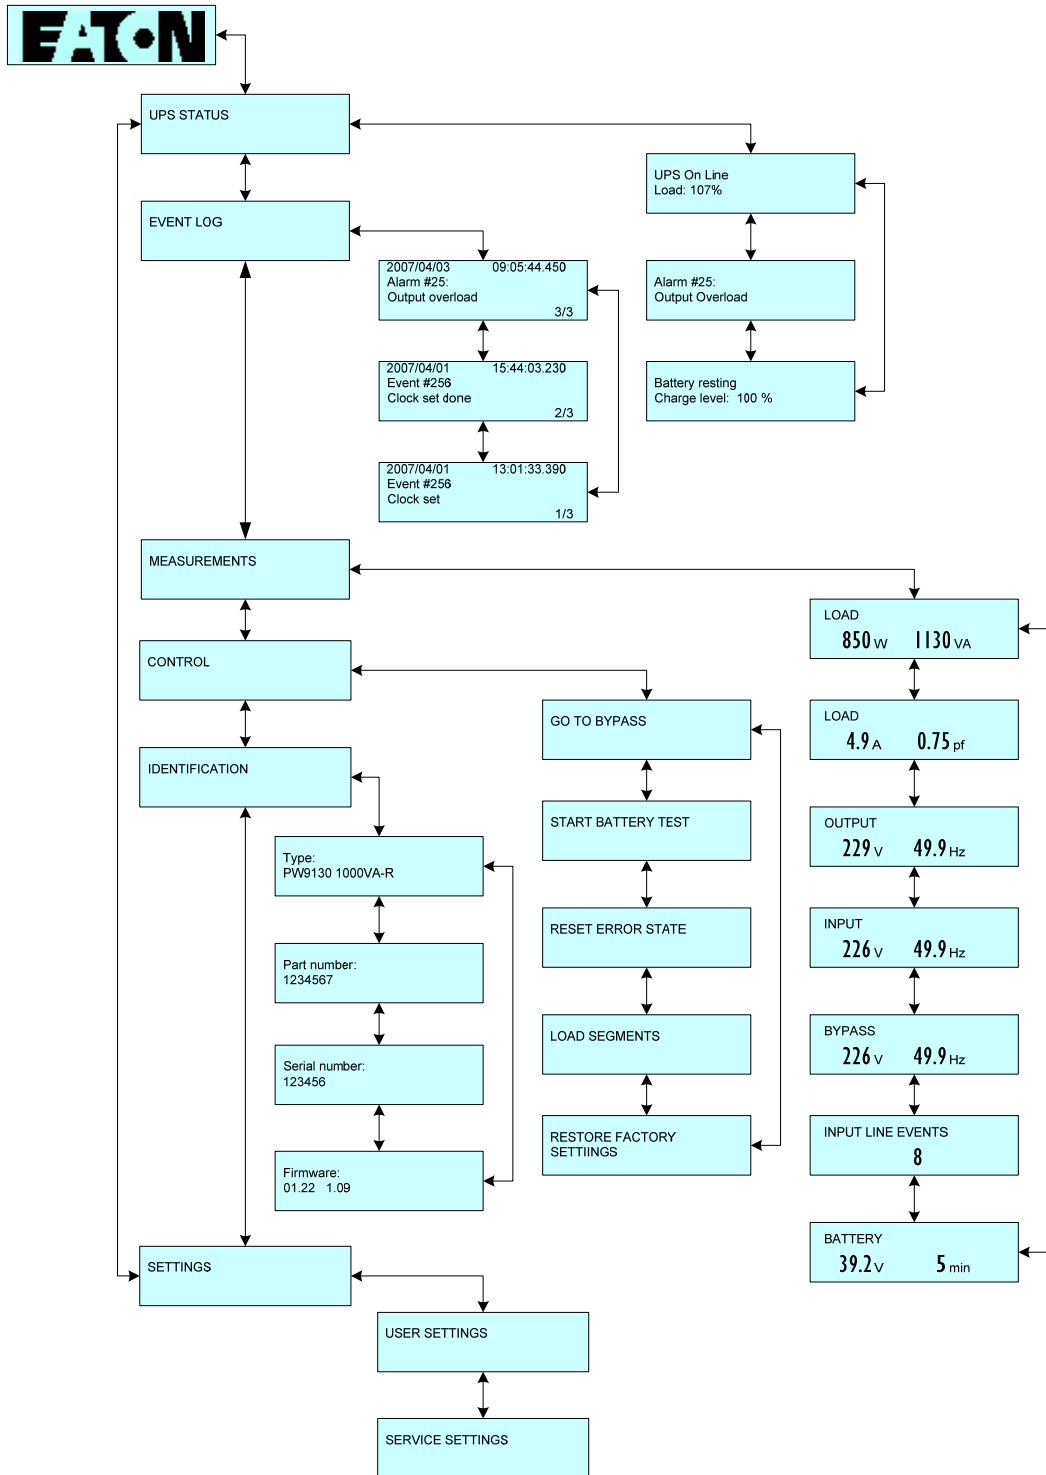 EATON
UPS STATUS
UPS On Line
Load: 107%
EVENT LOG
2007/04/03 09:05:44.450
Alarm #25:
Output overload
3/3
Alarm #25:
Output Overload
2007/04/01 15:44:03.230
Event #256
Clock set done
2/3
Battery resting
Charge level: 100 %
2007/04/01 13:01:33.390
Event #256
Clock set
1/3
MEASUREMENTS
LOAD
850 W 1130 VA
CONTROL
GO TO BYPASS
LOAD
4.9 A 0.75 pf
IDENTIFICATION
START BATTERY TEST
OUTPUT
229 V 49.9 Hz
Type:
PW9130 1000VA-R
RESET ERROR STATE
INPUT
226 V 49.9 Hz
Part number:
1234567
LOAD SEGMENTS
BYPASS
226 V 49.9 Hz
Serial number:
123456
RESTORE FACTORY
SETTIINGS
INPUT LINE EVENTS
8
Firmware:
01.22 1.09
BATTERY
39.2 V 5 min
SETTINGS
USER SETTINGS
SERVICE SETTINGS